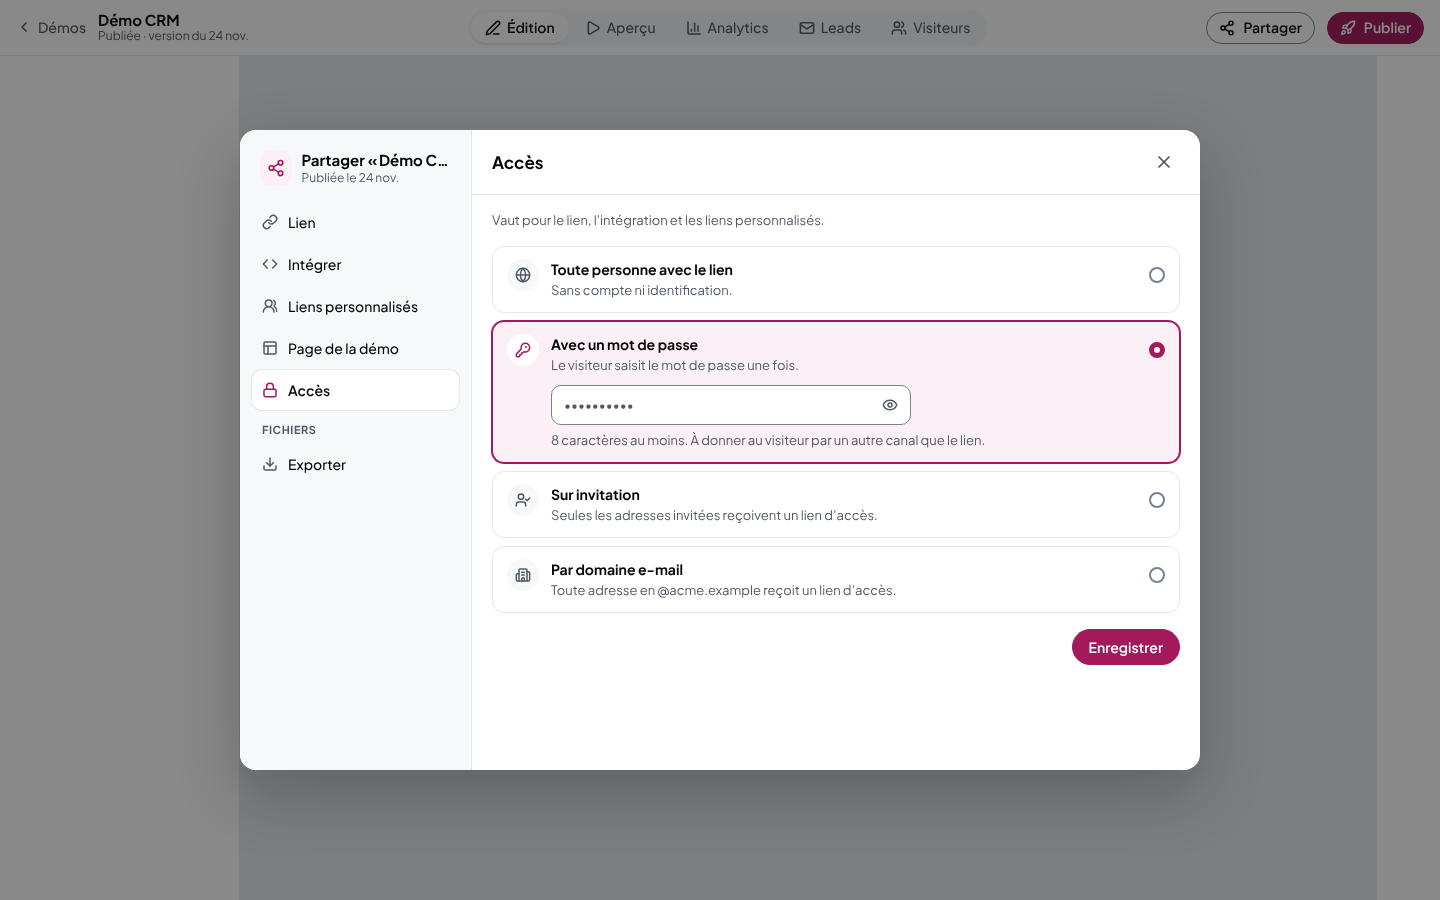 Démos
Démo CRM
Publiée · version du 24 nov.
Édition
Aperçu
Analytics
Leads
Visiteurs
Partager
Publier
Partager « Démo C…
Publiée le 24 nov.
Lien
Intégrer
Liens personnalisés
Page de la démo
Accès
FICHIERS
Exporter
Accès
Vaut pour le lien, l’intégration et les liens personnalisés.
Toute personne avec le lien
Sans compte ni identification.
Avec un mot de passe
Le visiteur saisit le mot de passe une fois.
••••••••••
8 caractères au moins. À donner au visiteur par un autre canal que le lien.
Sur invitation
Seules les adresses invitées reçoivent un lien d’accès.
Par domaine e-mail
Toute adresse en @acme.example reçoit un lien d’accès.
Enregistrer